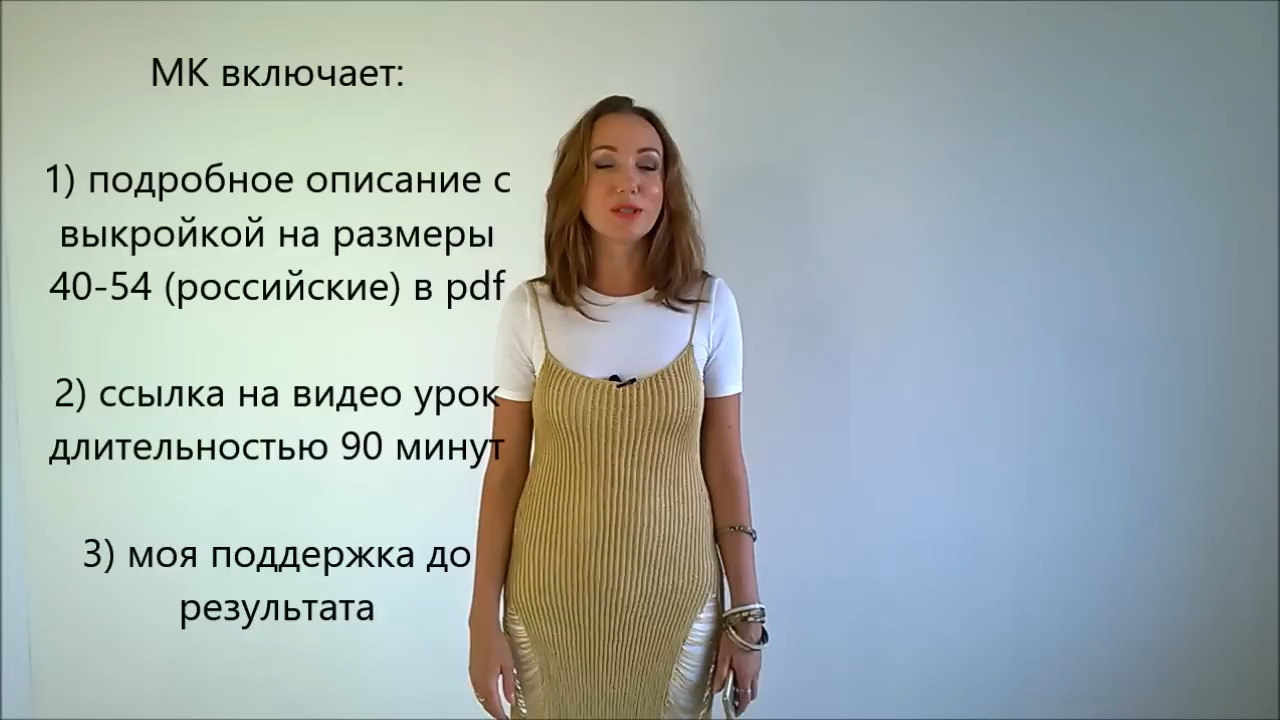 МК включает:
1) подробное описание с
выкройкой на размеры
40-54 (российские) в pdf
2) ссылка на видео урок
длительностью 90 минут
3) моя поддержка до
результата